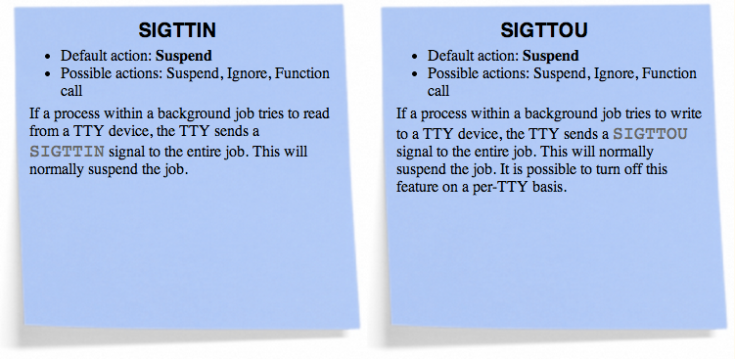 SIGTTIN
• Default action: Suspend
• Possible actions: Suspend, Ignore, Function
call
If a process within a background job tries to read
from a TTY device, the TTY sends a
SIGTTIN signal to the entire job. This will
normally suspend the job.
SIGTTOU
• Default action: Suspend
• Possible actions: Suspend, Ignore, Function
call
If a process within a background job tries to write
to a TTY device, the TTY sends a SIGTTOU
signal to the entire job. This will normally
suspend the job. It is possible to turn off this
feature on a per-TTY basis.